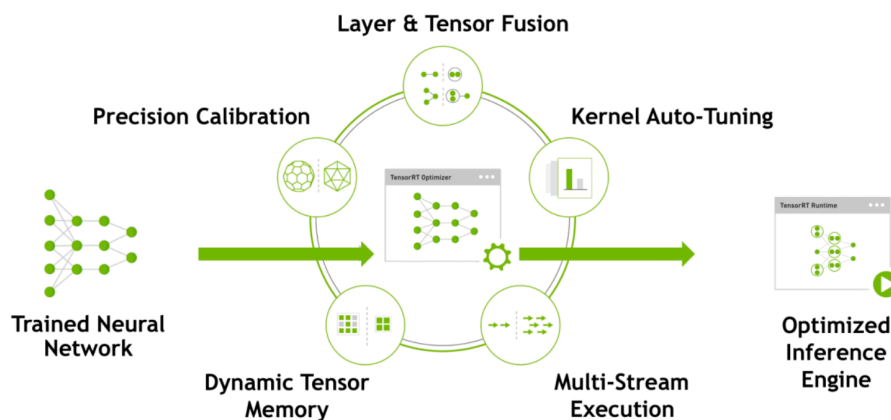 Layer & Tensor Fusion
Precision Calibration
Kernel Auto-Tuning
TensorRT Optimizer
TensorRT Runtime
Trained Neural
Network
Dynamic Tensor
Memory
Multi-Stream
Execution
Optimized
Inference
Engine